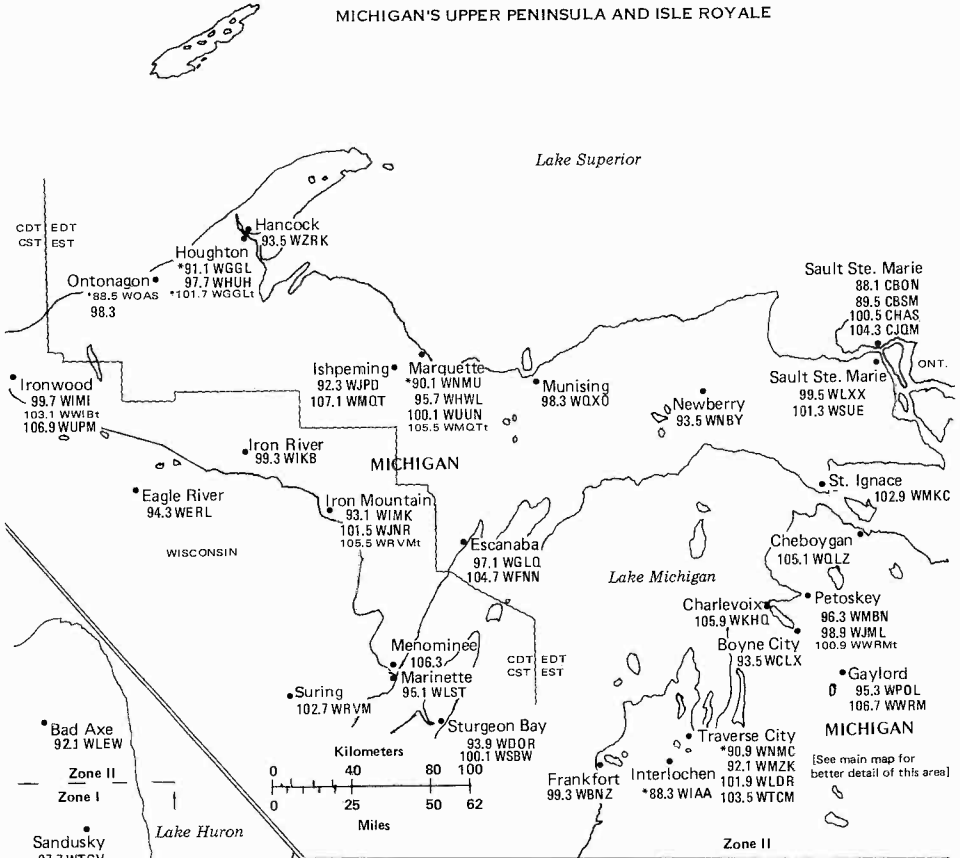 MICHIGAN'S UPPER PENINSULA AND ISLE ROYALE
Lake Superior
CDT EDT
CST EST
Hancock
93.5 WZRK
Houghton
*91.1 WGGL
97.7 WHUH
*101.7 WGGLt
Ontonagon
*88.5 WOAS
98.3
Sault Ste. Marie
88.1 CBON
89.5 CBSM
100.5 CHAS
104.3 CJQM
ONT.
Sault Ste. Marie
99.5 WLXX
101.3 WSUE
Ironwood
99.7 WIMI
103.1 WWIBt
106.9 WUPM
Ishpeming
92.3 WJPD
107.1 WMQT
Marquette
*90.1 WNMU
95.7 WHWL
100.1 WUUN
105.5 WMQTt
Munising
98.3 WQXO
Newberry
93.5 WNBY
Iron River
99.3 WIKB
MICHIGAN
St. Ignace
102.9 WMKC
Eagle River
94.3 WERL
WISCONSIN
Iron Mountain
93.1 WIMK
101.5 WJNR
105.5 WRVMt
Escanaba
97.1 WGLQ
104.7 WFNN
Cheboygan
105.1 WQLZ
Lake Michigan
Charlevoix
105.9 WKHQ
Petoskey
96.3 WMBN
98.9 WJML
100.9 WWRMt
Boyne City
93.5 WCLX
Menominee
106.3
Marinette
95.1 WLST
CDT EDT
CST EST
Gaylord
95.3 WPOL
106.7 WWRM
Suring
102.7 WRVM
Sturgeon Bay
93.9 WDOR
100.1 WSBW
MICHIGAN
[See main map for
better detail of this area]
Bad Axe
92.1 WLEW
Traverse City
*90.9 WNMC
92.1 WMZK
101.9 WLDR
103.5 WTCM
Frankfort
99.3 WBNZ
Interlochen
*88.3 WIAA
Kilometers
0 40 60 80 100
0 25 50 62
Miles
Zone II
Zone I
Lake Huron
Sandusky
97.7 WTGV
Zone II